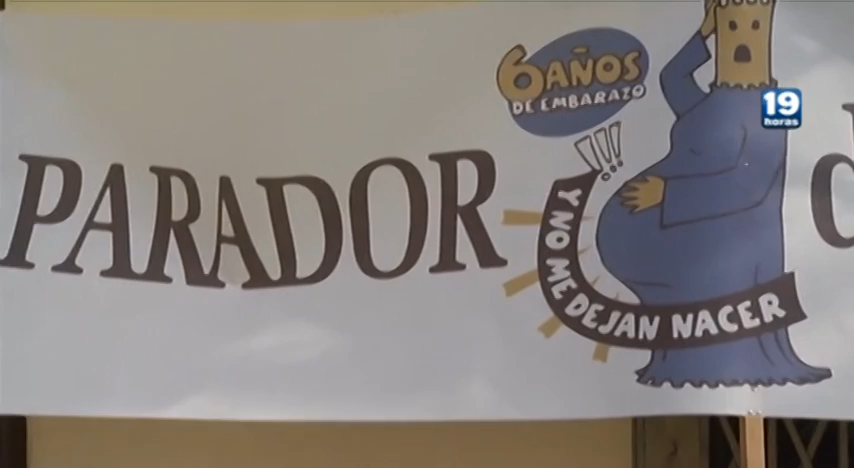 6 AÑOS
DE EMBARAZO
19
horas
PARADOR
¡¡¡Y NO ME DEJAN NACER